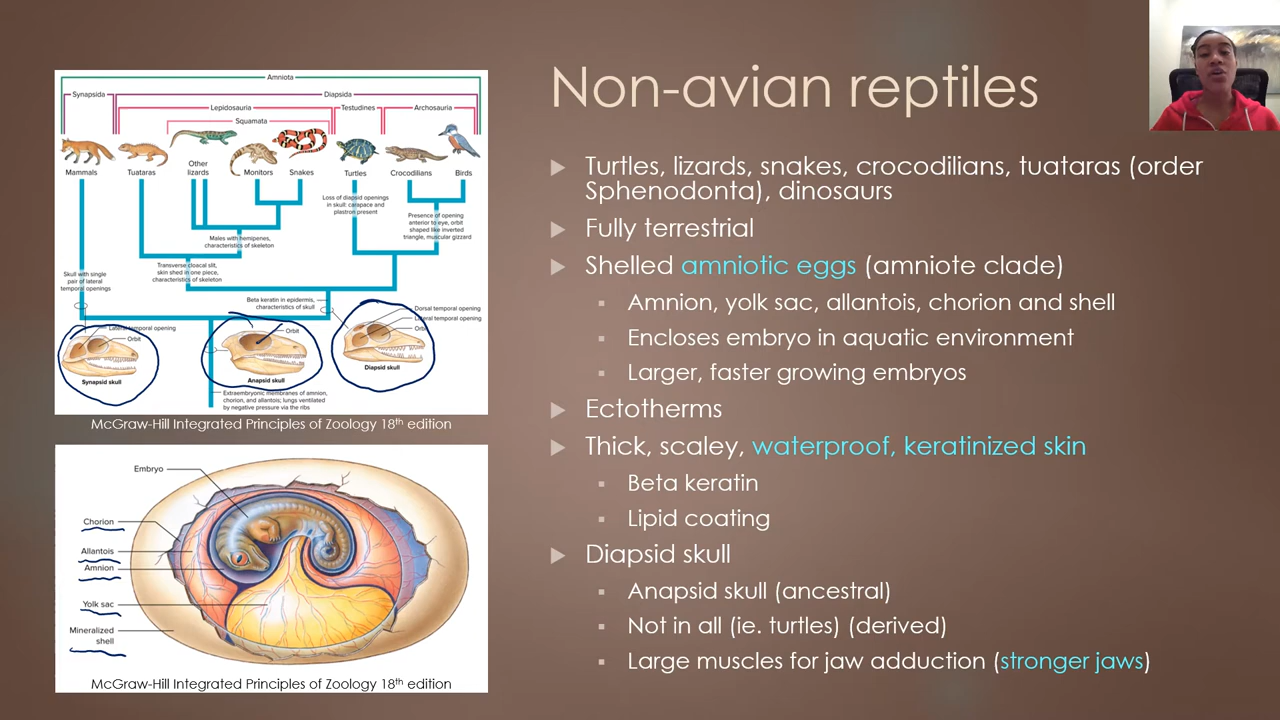 Amniota
Synapsida
Diapsida
Lepidosauria
Testudines
Archosauria
Squamata
Mammals
Tuataras
Other
lizards
Monitors
Snakes
Turtles
Crocodilians
Birds
Loss of diapsid openings
in skull: carapace and
plastron present
Presence of opening
anterior to eye, orbit
shaped like inverted
triangle, muscular gizzard
Males with hemipenes,
characteristics of skeleton
Transverse cloacal slit,
skin shed in one piece,
characteristics of skeleton
Skull with single
pair of lateral
temporal openings
Beta keratin in epidermis,
characteristics of skull
Dorsal temporal opening
Lateral temporal opening
Orbit
Lateral temporal opening
Orbit
Orbit
Synapsid skull
Anapsid skull
Diapsid skull
Extraembryonic membranes of amnion,
chorion, and allantois; lungs ventilated
by negative pressure via the ribs
McGraw-Hill Integrated Principles of Zoology 18th edition
Embryo
Chorion
Allantois
Amnion
Yolk sac
Mineralized
shell
McGraw-Hill Integrated Principles of Zoology 18th edition
Non-avian reptiles
Turtles, lizards, snakes, crocodilians, tuataras (order
Sphenodonta), dinosaurs
Fully terrestrial
Shelled amniotic eggs (amniote clade)
Amnion, yolk sac, allantois, chorion and shell
Encloses embryo in aquatic environment
Larger, faster growing embryos
Ectotherms
Thick, scaley, waterproof, keratinized skin
Beta keratin
Lipid coating
Diapsid skull
Anapsid skull (ancestral)
Not in all (ie. turtles) (derived)
Large muscles for jaw adduction (stronger jaws)